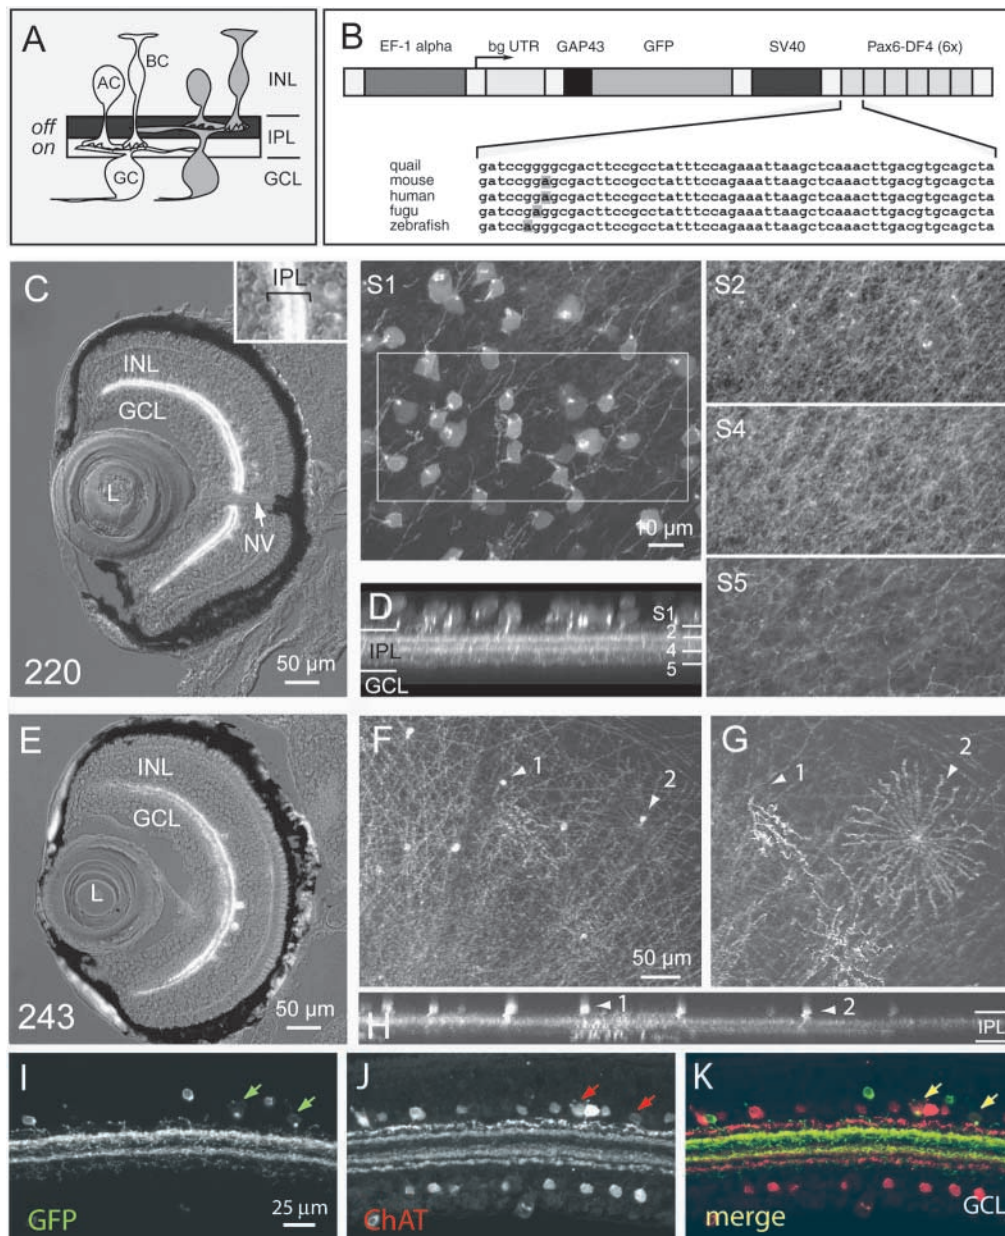 A
BC
AC
INL
off
on
IPL
GC
GCL
B
EF-1 alpha bg UTR GAP43 GFP SV40 Pax6-DF4 (6x)
quail gatccggggcgacttccgcctatttccagaaattaagctcaaacttgacgtgcagcta
mouse gatccggagcgacttccgcctatttccagaaattaagctcaaacttgacgtgcagcta
human gatccggagcgacttccgcctatttccagaaattaagctcaaacttgacgtgcagcta
fugu gatccgaggcgacttccgcctatttccagaaattaagctcaaacttgacgtgcagcta
zebrafish gatccagggcgacttccgcctatttccagaaattaagctcaaacttgacgtgcagcta
C
IPL
INL
GCL
L
NV
220
50 µm
S1
10 µm
S2
S4
S5
D
S1
2
4
5
IPL
GCL
E
INL
GCL
L
243
50 µm
F
1
2
50 µm
G
1
2
H
1
2
IPL
I
GFP
25 µm
J
ChAT
K
merge
GCL